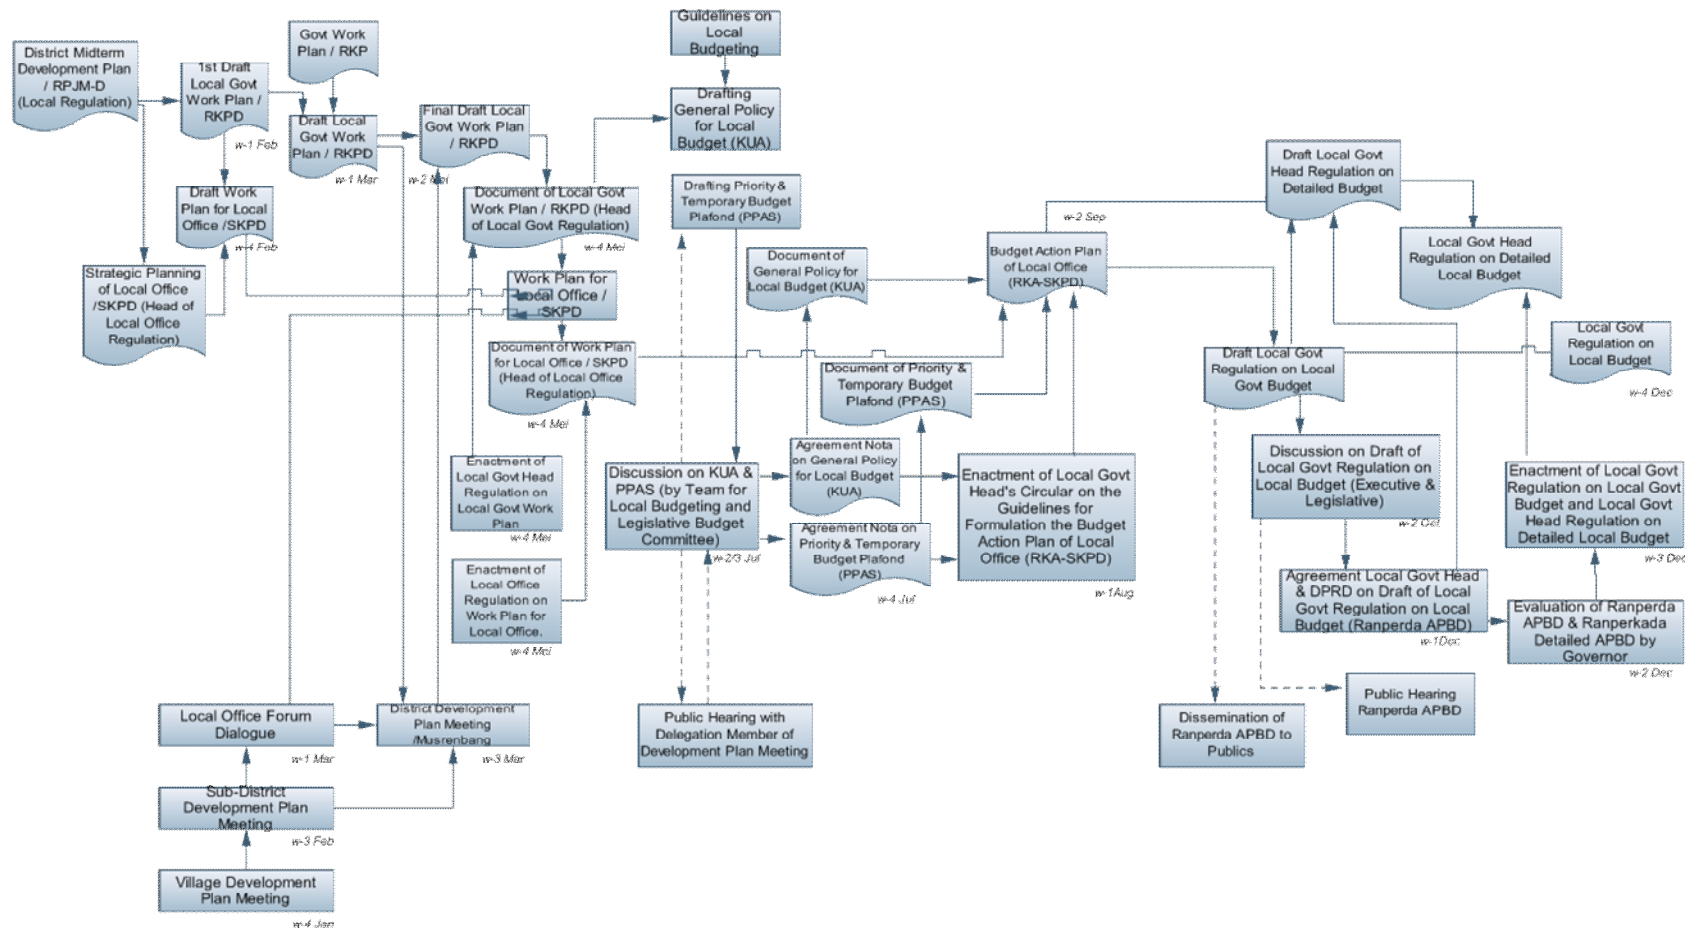 Guidelines on
Local
Budgeting
Govt Work
Plan / RKP
District Midterm
Development Plan
/ RPJM-D
(Local Regulation)
1st Draft
Local Govt
Work Plan /
RKPD
w-1 Feb
Draft Local
Govt Work
Plan / RKPD
w-1 Mar
Final Draft Local
Govt Work Plan
/ RKPD
w-2 Mei
Drafting
General Policy
for Local
Budget (KUA)
Draft Work
Plan for Local
Office /SKPD
w-4 Feb
Document of Local Govt
Work Plan / RKPD (Head
of Local Govt Regulation)
w-4 Mei
Drafting Priority &
Temporary Budget
Plafond (PPAS)
Draft Local Govt
Head Regulation on
Detailed Budget
w-2 Sep
Strategic Planning
of Local Office
/SKPD (Head of
Local Office
Regulation)
Work Plan for
Local Office /
SKPD
Document of
General Policy for
Local Budget (KUA)
Budget Action Plan
of Local Office
(RKA-SKPD)
Local Govt Head
Regulation on Detailed
Local Budget
Document of Work Plan
for Local Office / SKPD
(Head of Local Office
Regulation)
w-4 Mei
Document of Priority &
Temporary Budget
Plafond (PPAS)
Draft Local Govt
Regulation on Local
Govt Budget
Local Govt
Regulation on
Local Budget
w-4 Dec
Enactment of
Local Govt Head
Regulation on
Local Govt Work
Plan
w-4 Mei
Discussion on KUA &
PPAS (by Team for
Local Budgeting and
Legislative Budget
Committee)
w-2/3 Jul
Agreement Nota
on General Policy
for Local Budget
(KUA)
Enactment of Local Govt
Head's Circular on the
Guidelines for
Formulation the Budget
Action Plan of Local
Office (RKA-SKPD)
w-1Aug
Discussion on Draft of
Local Govt Regulation on
Local Budget (Executive &
Legislative)
w-2 Oct
Enactment of Local Govt
Regulation on Local Govt
Budget and Local Govt
Head Regulation on
Detailed Local Budget
w-3 Dec
Enactment of
Local Office
Regulation on
Work Plan for
Local Office.
w-4 Mei
Agreement Nota on
Priority & Temporary
Budget Plafond
(PPAS)
w-4 Jul
Agreement Local Govt Head
& DPRD on Draft of Local
Govt Regulation on Local
Budget (Ranperda APBD)
w-1Dec
Evaluation of Ranperda
APBD & Ranperkada
Detailed APBD by
Governor
w-2 Dec
Local Office Forum
Dialogue
w-1 Mar
District Development
Plan Meeting
/Musrenbang
w-3 Mar
Public Hearing with
Delegation Member of
Development Plan Meeting
Dissemination of
Ranperda APBD to
Publics
Public Hearing
Ranperda APBD
Sub-District
Development Plan
Meeting
w-3 Feb
Village Development
Plan Meeting
w-4 Jan